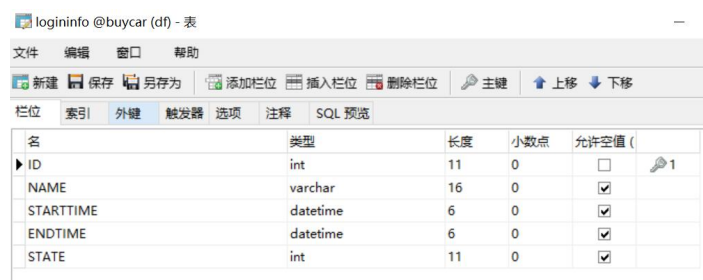 logininfo @buycar (df) - 表
文件 编辑 窗口 帮助
新建 保存 另存为 添加栏位 插入栏位 删除栏位 主键 上移 下移
栏位 索引 外键 触发器 选项 注释 SQL 预览
名 类型 长度 小数点 允许空值 (
ID int 11 0 1
NAME varchar 16 0
STARTTIME datetime 6 0
ENDTIME datetime 6 0
STATE int 11 0